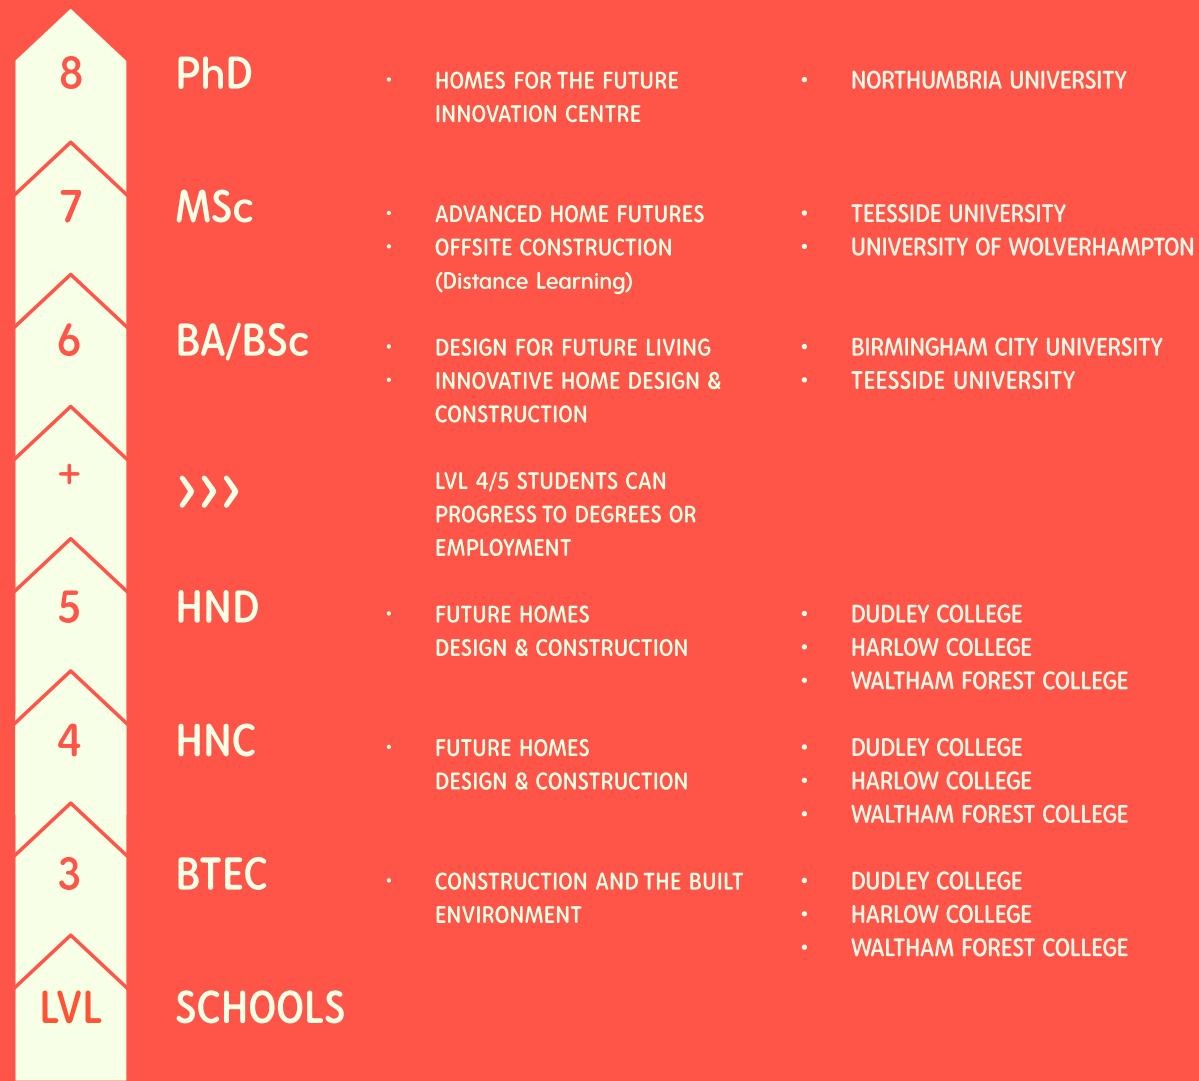 8
PhD
• HOMES FOR THE FUTURE
INNOVATION CENTRE
• NORTHUMBRIA UNIVERSITY
7
MSc
• ADVANCED HOME FUTURES
• OFFSITE CONSTRUCTION
(Distance Learning)
• TEESSIDE UNIVERSITY
• UNIVERSITY OF WOLVERHAMPTON
6
BA/BSc
• DESIGN FOR FUTURE LIVING
• INNOVATIVE HOME DESIGN &
CONSTRUCTION
• BIRMINGHAM CITY UNIVERSITY
• TEESSIDE UNIVERSITY
+
›››
LVL 4/5 STUDENTS CAN
PROGRESS TO DEGREES OR
EMPLOYMENT
5
HND
• FUTURE HOMES
DESIGN & CONSTRUCTION
• DUDLEY COLLEGE
• HARLOW COLLEGE
• WALTHAM FOREST COLLEGE
4
HNC
• FUTURE HOMES
DESIGN & CONSTRUCTION
• DUDLEY COLLEGE
• HARLOW COLLEGE
• WALTHAM FOREST COLLEGE
3
BTEC
• CONSTRUCTION AND THE BUILT
ENVIRONMENT
• DUDLEY COLLEGE
• HARLOW COLLEGE
• WALTHAM FOREST COLLEGE
LVL
SCHOOLS